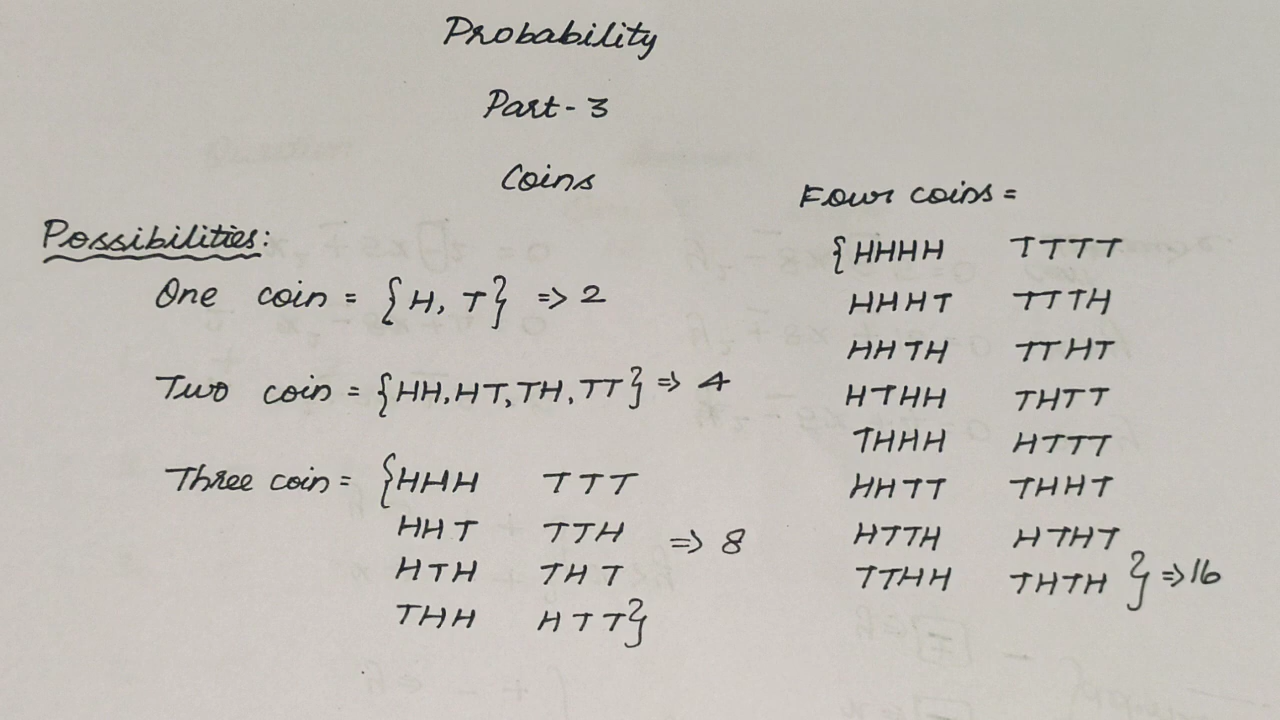 Probability
Part-3
Coins
Possibilities:
One coin = {H, T} => 2
Two coin = {HH, HT, TH, TT} => 4
Three coin = {HHH TTT
HHT TTH => 8
HTH THT
THH HTT}
Four coins =
{HHHH TTTT
HHHT TTTH
HHTH TTHT
HTHH THTT
THHH HTTT
HHTT THHT
HTTH HTHT
TTHH THTH } => 16